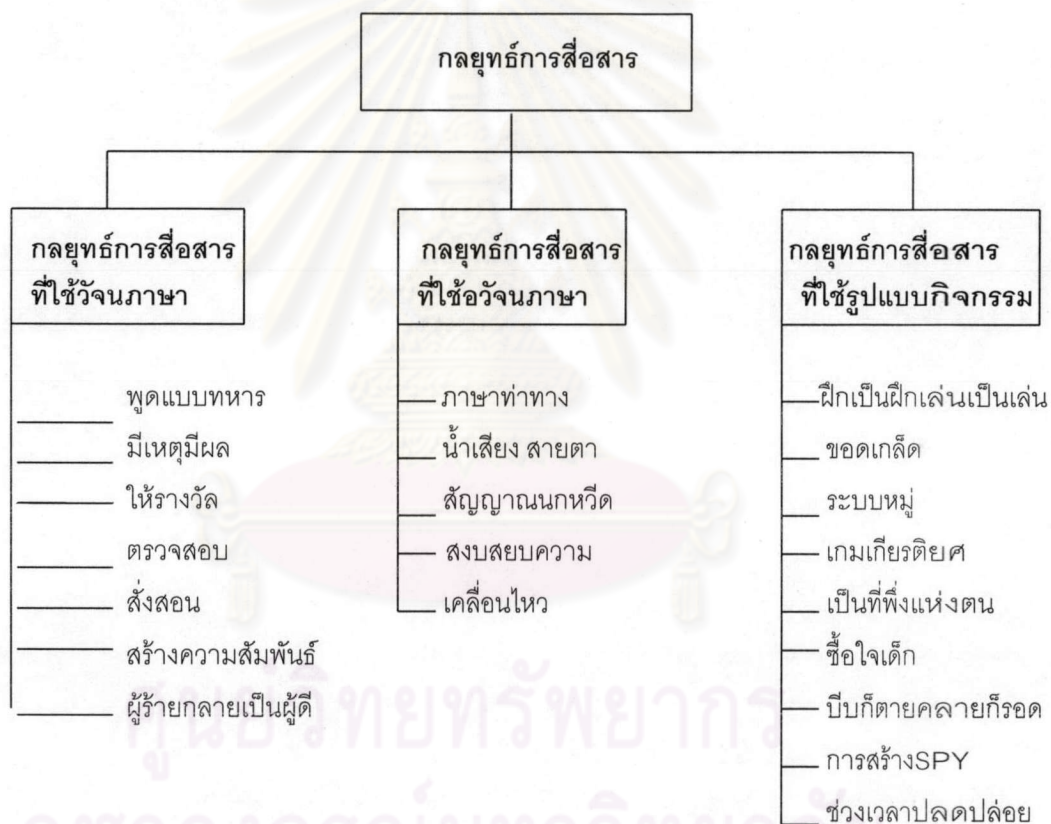 กลยุทธ์การสื่อสาร
กลยุทธ์การสื่อสาร
ที่ใช้วัจนภาษา
พูดแบบทหาร
มีเหตุมีผล
ให้รางวัล
ตรวจสอบ
สั่งสอน
สร้างความสัมพันธ์
ผู้ร้ายกลายเป็นผู้ดี
กลยุทธ์การสื่อสาร
ที่ใช้อวัจนภาษา
ภาษาท่าทาง
น้ำเสียง สายตา
สัญญาณนกหวีด
สงบสยบความ
เคลื่อนไหว
กลยุทธ์การสื่อสาร
ที่ใช้รูปแบบกิจกรรม
ฝึกเป็นฝึกเล่นเป็นเล่น
ขอดเกล็ด
ระบบหมู่
เกมเกียรติยศ
เป็นที่พึ่งแห่งตน
ซื้อใจเด็ก
บีบก็ตายคลายก็รอด
การสร้างSPY
ช่วงเวลาปลดปล่อย
ศูนย์วิทยทรัพยากร